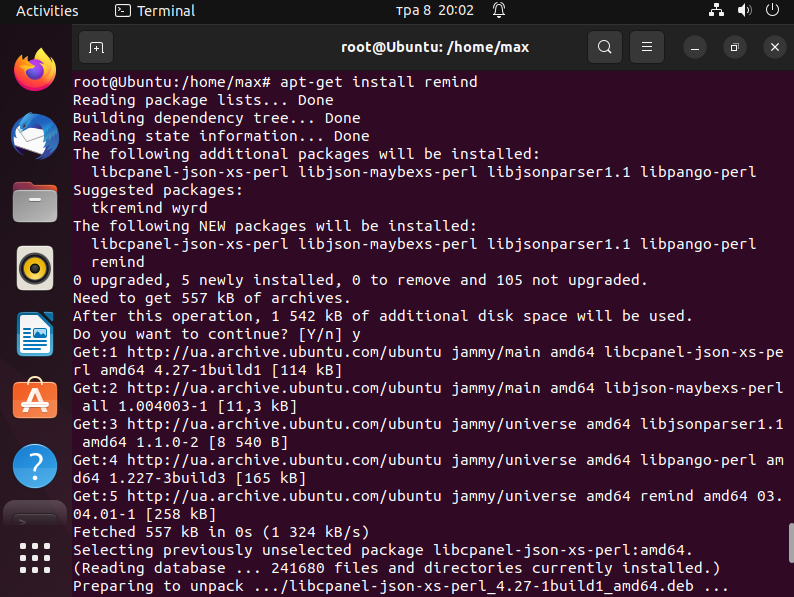 Activities
Terminal
тра 8 20:02
root@Ubuntu: /home/max
root@Ubuntu:/home/max# apt-get install remind
Reading package lists... Done
Building dependency tree... Done
Reading state information... Done
The following additional packages will be installed:
libcpanel-json-xs-perl libjson-maybexs-perl libjsonparser1.1 libpango-perl
Suggested packages:
tkremind wyrd
The following NEW packages will be installed:
libcpanel-json-xs-perl libjson-maybexs-perl libjsonparser1.1 libpango-perl
remind
0 upgraded, 5 newly installed, 0 to remove and 105 not upgraded.
Need to get 557 kB of archives.
After this operation, 1 542 kB of additional disk space will be used.
Do you want to continue? [Y/n] y
Get:1 http://ua.archive.ubuntu.com/ubuntu jammy/main amd64 libcpanel-json-xs-pe
rl amd64 4.27-1build1 [114 kB]
Get:2 http://ua.archive.ubuntu.com/ubuntu jammy/main amd64 libjson-maybexs-perl
all 1.004003-1 [11,3 kB]
Get:3 http://ua.archive.ubuntu.com/ubuntu jammy/universe amd64 libjsonparser1.1
amd64 1.1.0-2 [8 540 B]
Get:4 http://ua.archive.ubuntu.com/ubuntu jammy/universe amd64 libpango-perl am
d64 1.227-3build3 [165 kB]
Get:5 http://ua.archive.ubuntu.com/ubuntu jammy/universe amd64 remind amd64 03.
04.01-1 [258 kB]
Fetched 557 kB in 0s (1 324 kB/s)
Selecting previously unselected package libcpanel-json-xs-perl:amd64.
(Reading database ... 241680 files and directories currently installed.)
Preparing to unpack .../libcpanel-json-xs-perl_4.27-1build1_amd64.deb ...